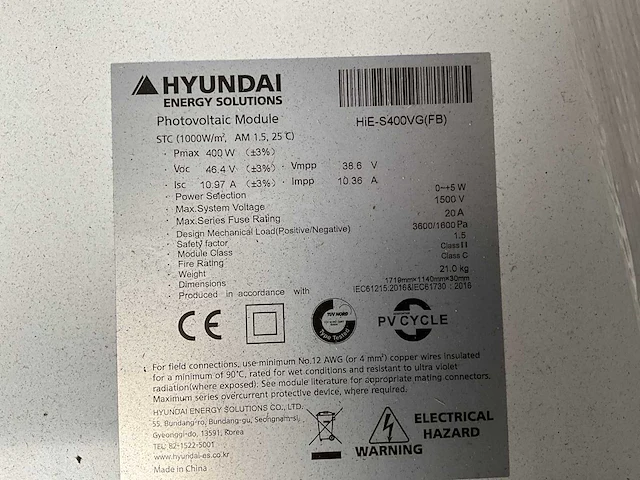 HYUNDAI
ENERGY SOLUTIONS
Photovoltaic Module
HiE-S400VG(FB)
STC (1000W/m², AM 1.5, 25℃)
· Pmax 400 W (±3%)
· Voc 46.4 V (±3%) · Vmpp 38.6 V
· Isc 10.97 A (±3%) · Impp 10.36 A
· Power Selection 0~+5 W
· Max.System Voltage 1500 V
· Max.Series Fuse Rating 20 A
· Design Mechanical Load(Positive/Negative) 3600/1600 Pa
· Safety factor 1.5
· Module Class Class II
· Fire Rating Class C
· Weight 21.0 kg
· Dimensions 1719mm×1140mm×30mm
· Produced in accordance with IEC61215:2016&IEC61730 : 2016
CE
TÜV NORD
Type Tested
PV CYCLE
For field connections, use minimum No.12 AWG (or 4 mm²) copper wires insulated
for a minimum of 90℃, rated for wet conditions and resistant to ultra violet
radiation(where exposed). See module literature for appropriate mating connectors.
Maximum series overcurrent protective device, where required.
HYUNDAI ENERGY SOLUTIONS CO., LTD.
55, Bundang-ro, Bundang-gu, Seongnam-si,
Gyeonggi-do, 13591, Korea
TEL: 82-1522-5001
www.hyundai-es.co.kr
Made in China
WARNING
ELECTRICAL
HAZARD